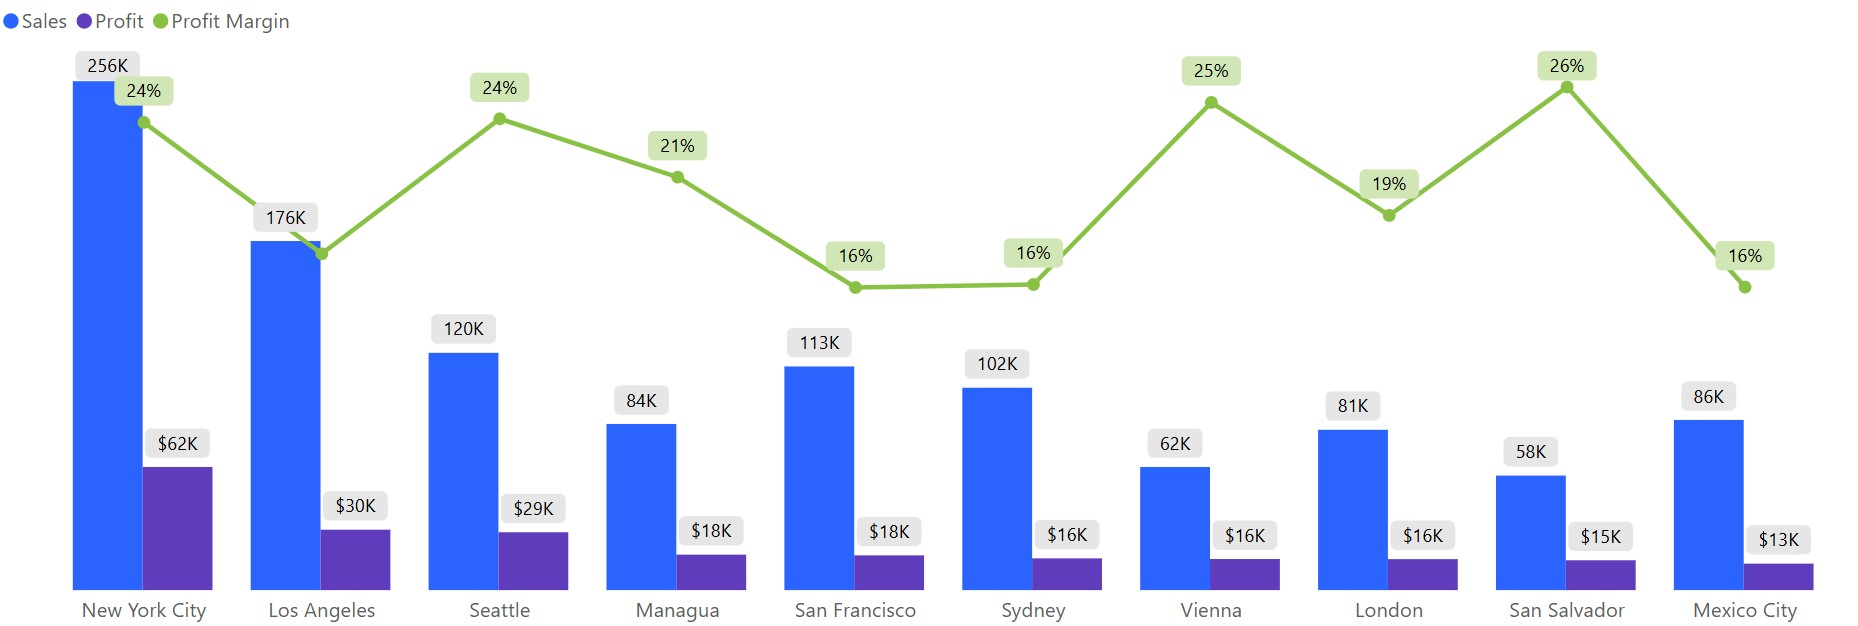 Sales Profit Profit Margin
256K
24% 24% 21% 16% 16% 25% 19% 26% 16%
176K
120K 84K 113K 102K 62K 81K 58K 86K
$62K $30K $29K $18K $18K $16K $16K $16K $15K $13K
New York City Los Angeles Seattle Managua San Francisco Sydney Vienna London San Salvador Mexico City